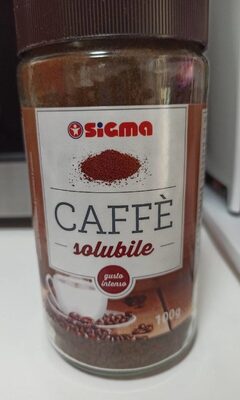 SIGMA
CAFFÈ
solubile
gusto
intenso
100g